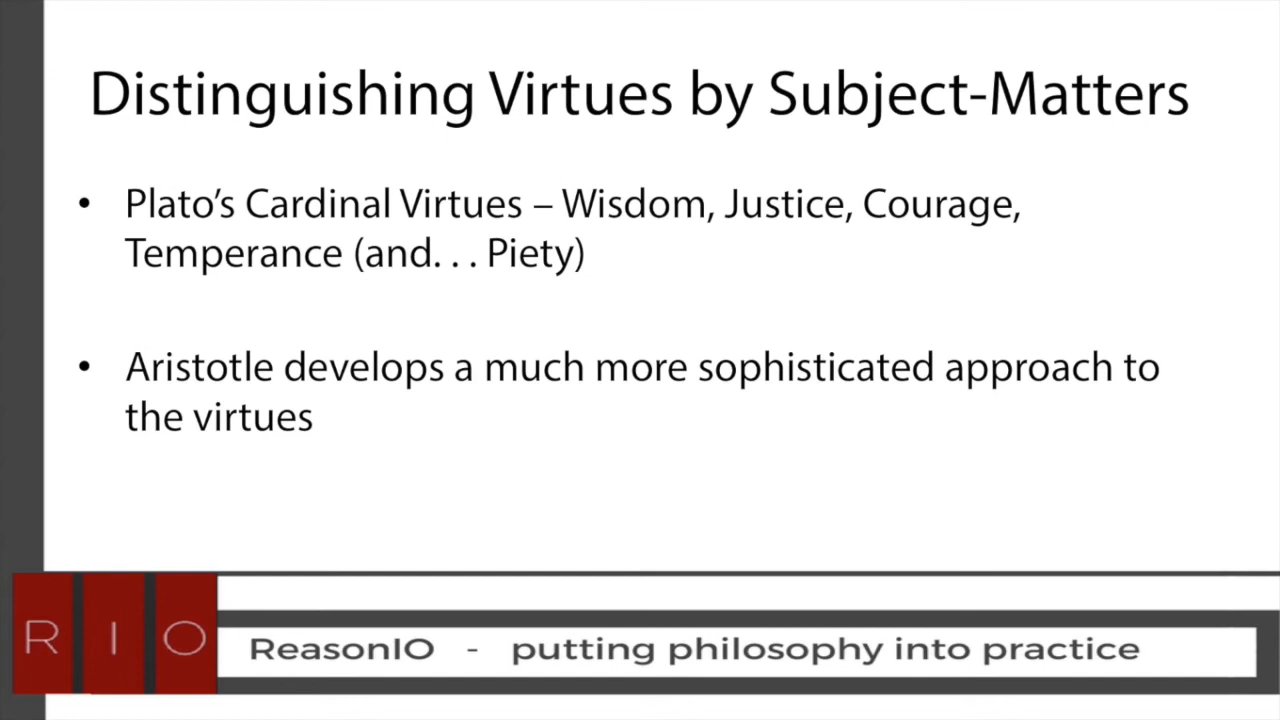 Distinguishing Virtues by Subject-Matters
• Plato’s Cardinal Virtues – Wisdom, Justice, Courage,
Temperance (and. . . Piety)
• Aristotle develops a much more sophisticated approach to
the virtues
R I O
ReasonIO - putting philosophy into practice